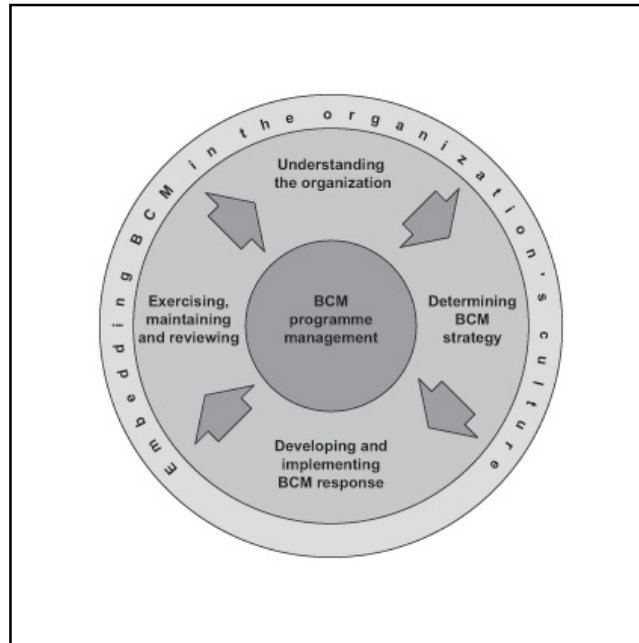 Embedding BCM in the organization's culture
Understanding
the organization
Exercising,
maintaining
and reviewing
BCM
programme
management
Determining
BCM
strategy
Developing and
implementing
BCM response